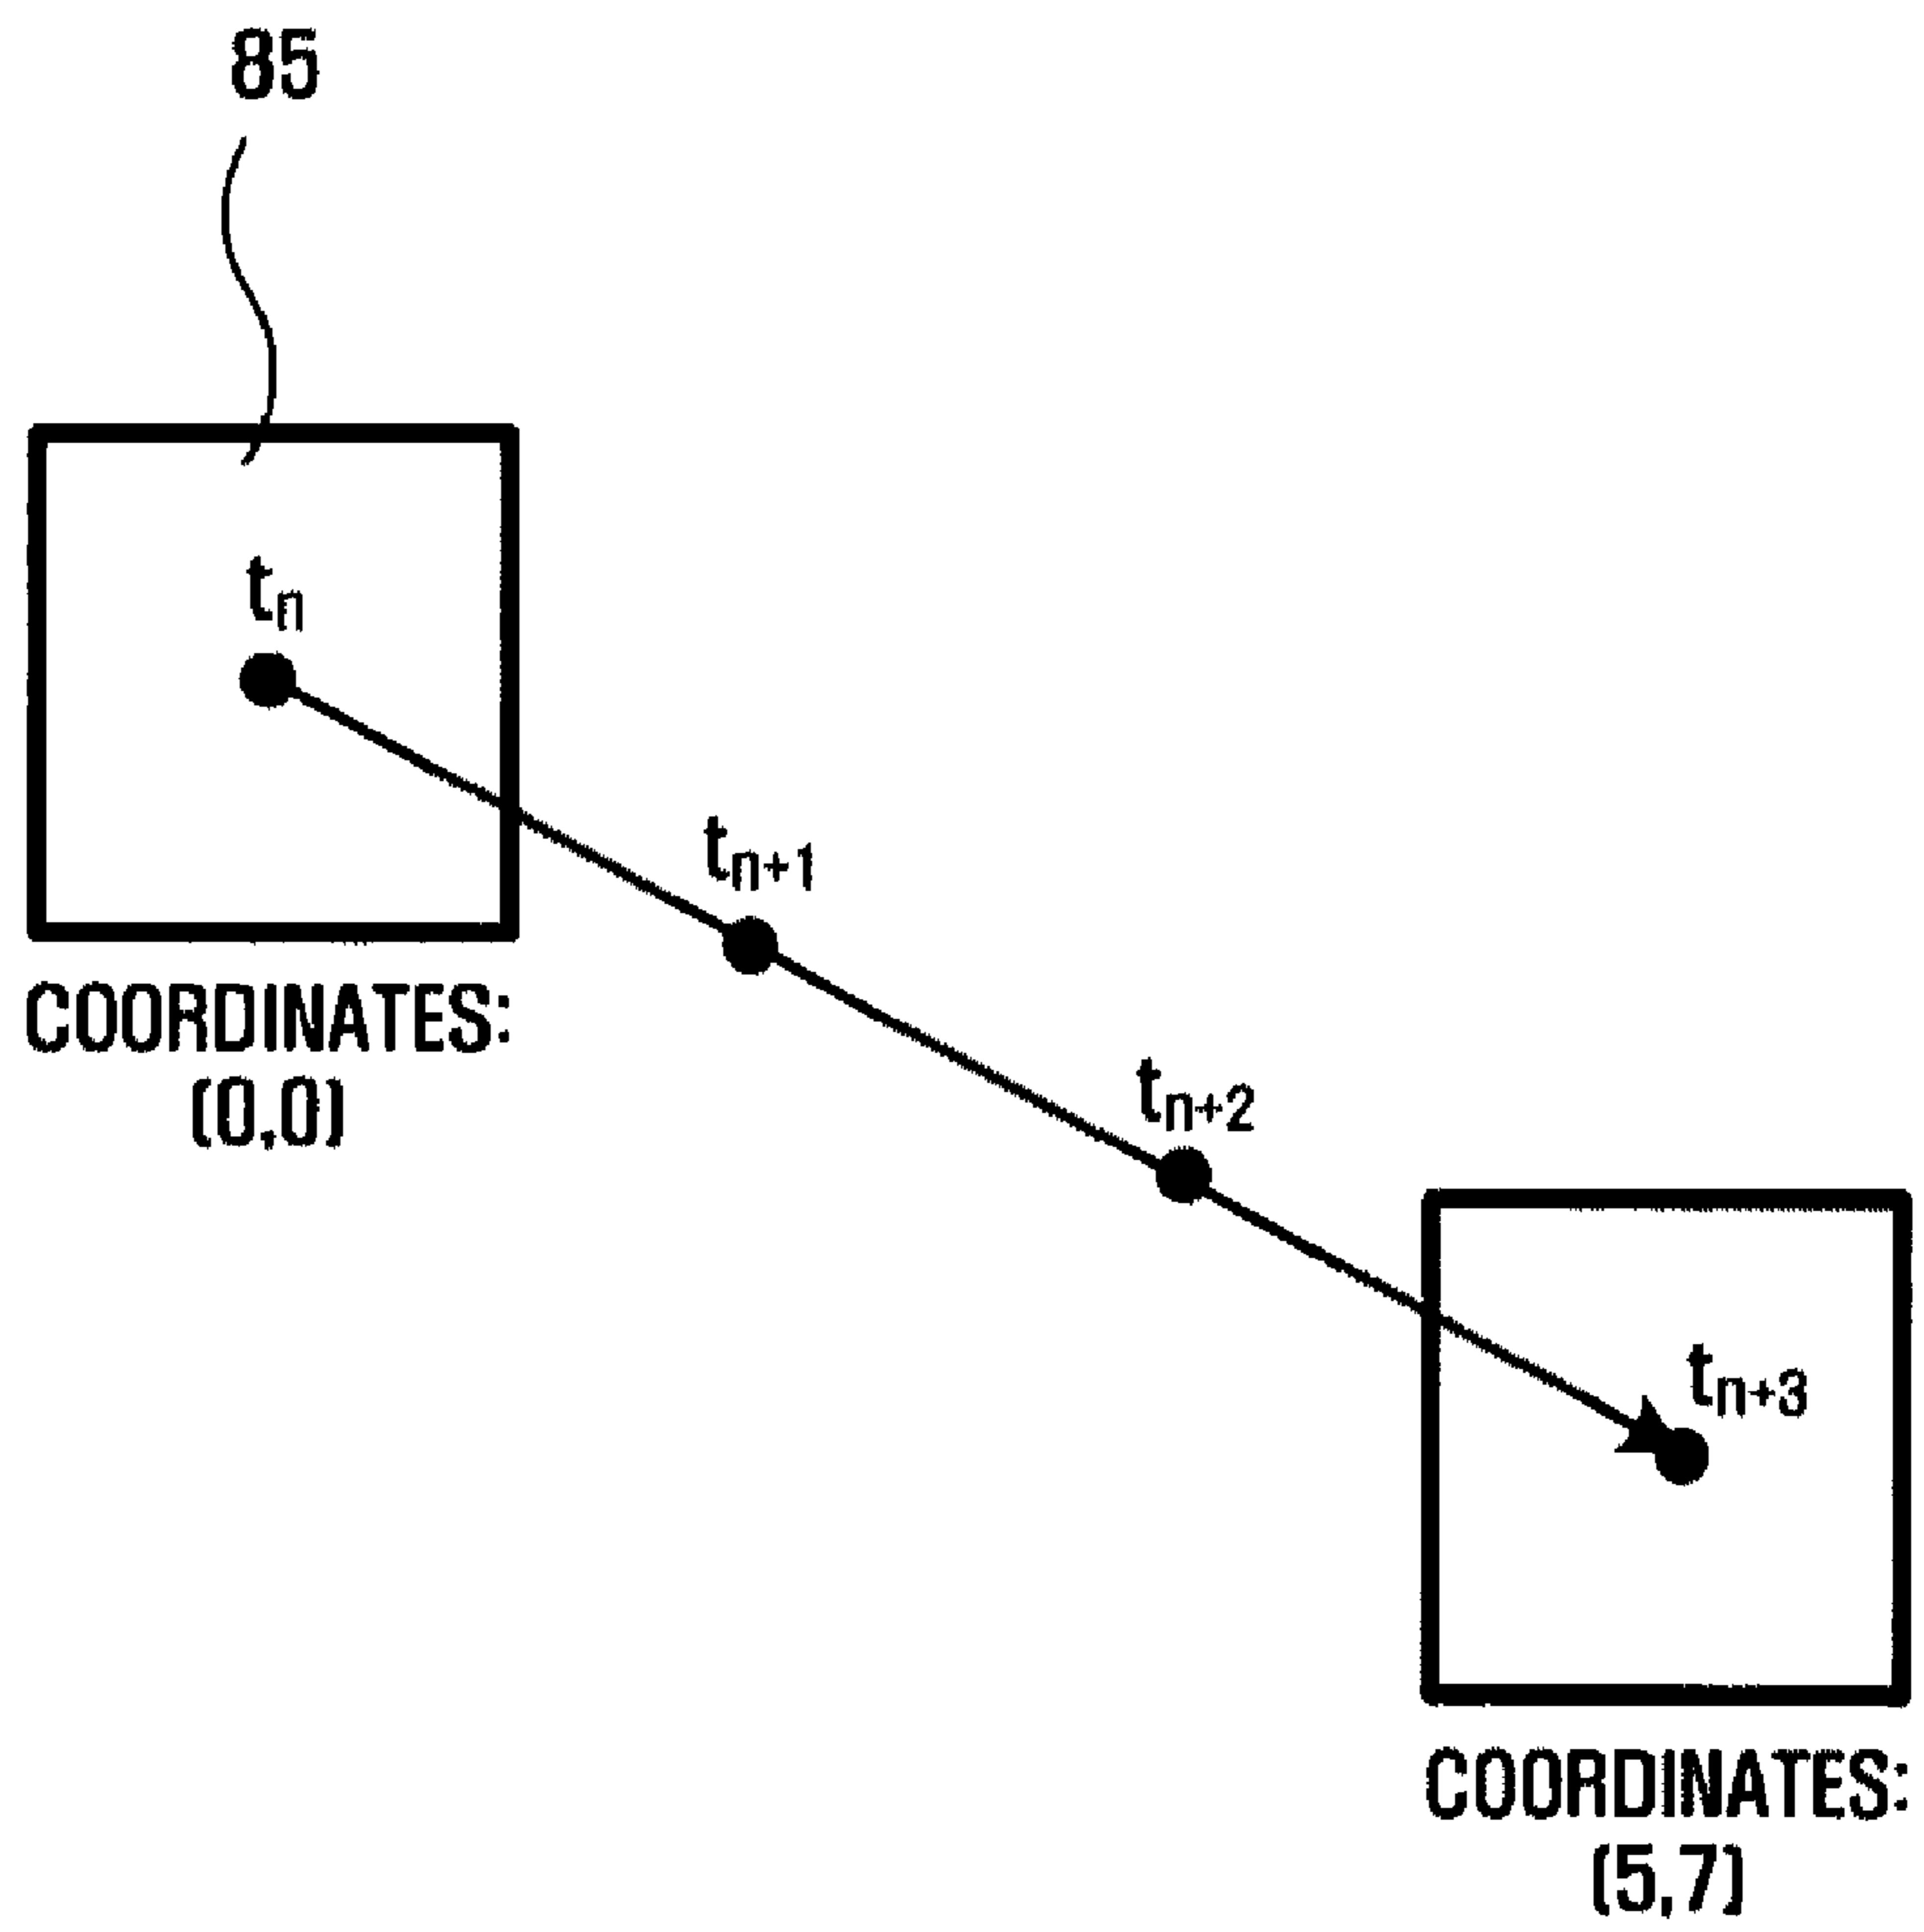 85
tn
tn+1
COORDINATES:
(0,0)
tn+2
tn+3
COORDINATES:
(5,7)